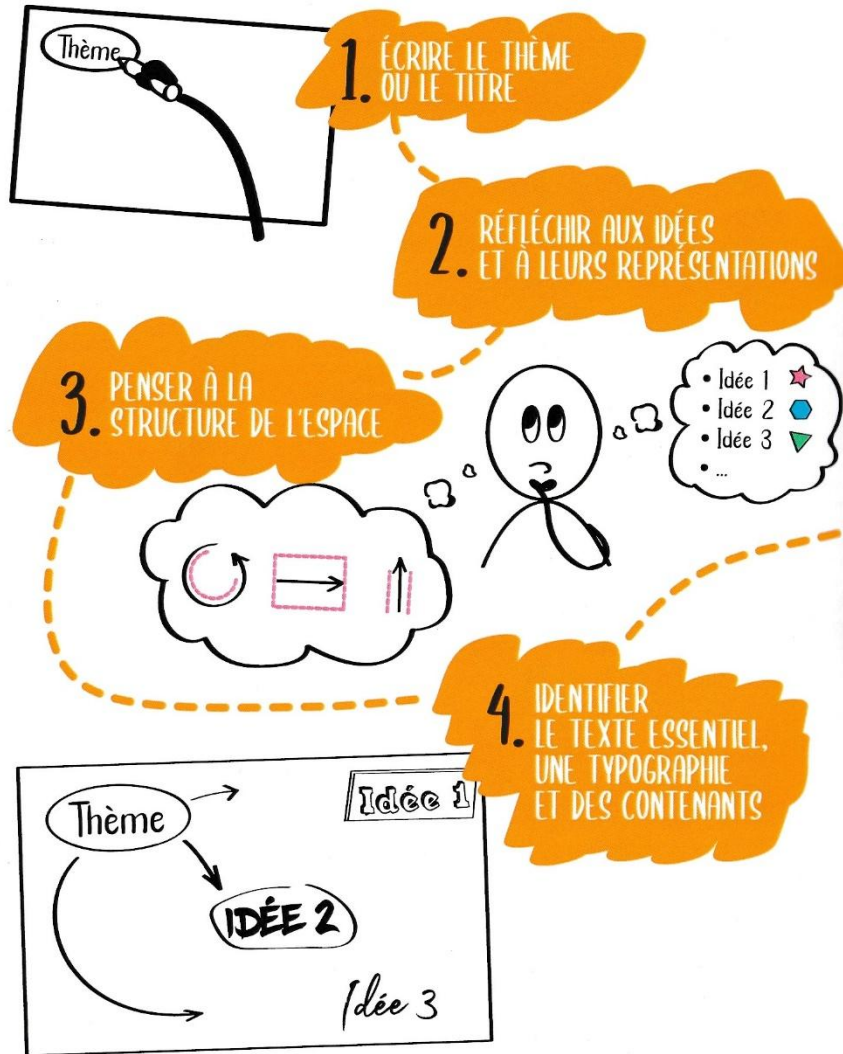 Thème
1. ÉCRIRE LE THÈME
OU LE TITRE
2. RÉFLÉCHIR AUX IDÉES
ET À LEURS REPRÉSENTATIONS
3. PENSER À LA
STRUCTURE DE L'ESPACE
• Idée 1
• Idée 2
• Idée 3
• ...
4. IDENTIFIER
LE TEXTE ESSENTIEL,
UNE TYPOGRAPHIE
ET DES CONTENANTS
Thème
Idée 1
IDÉE 2
Idée 3